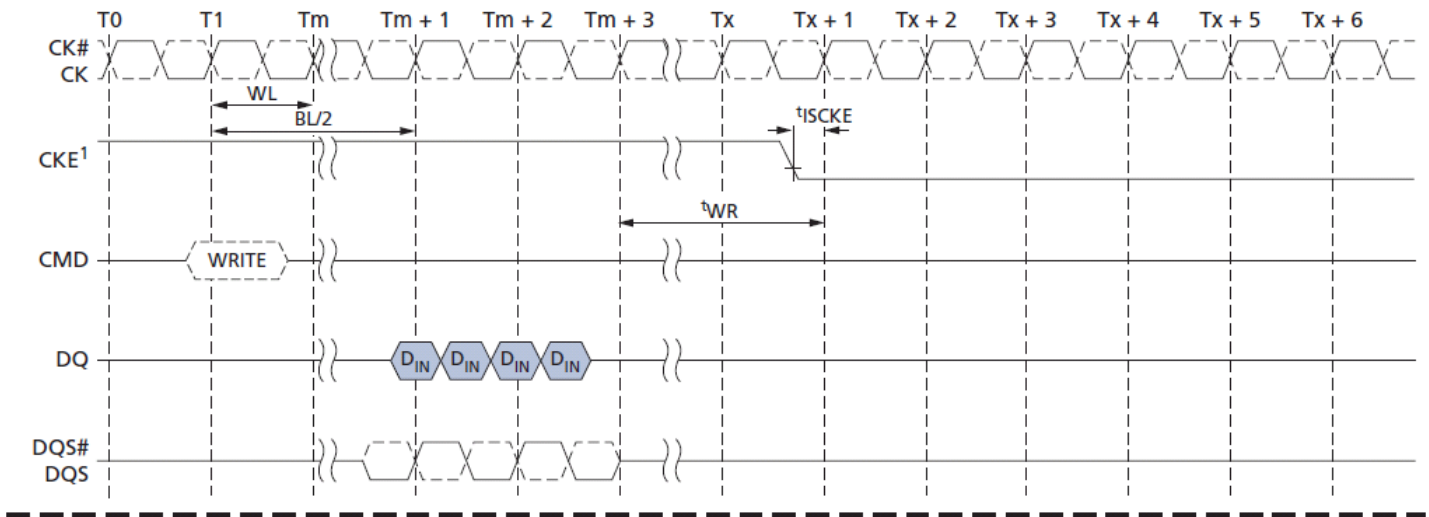 T0 T1 Tm Tm + 1 Tm + 2 Tm + 3 Tx Tx + 1 Tx + 2 Tx + 3 Tx + 4 Tx + 5 Tx + 6
CK#
CK
WL
BL/2
tISCKE
CKE1
tWR
CMD WRITE
DQ DIN DIN DIN DIN
DQS#
DQS